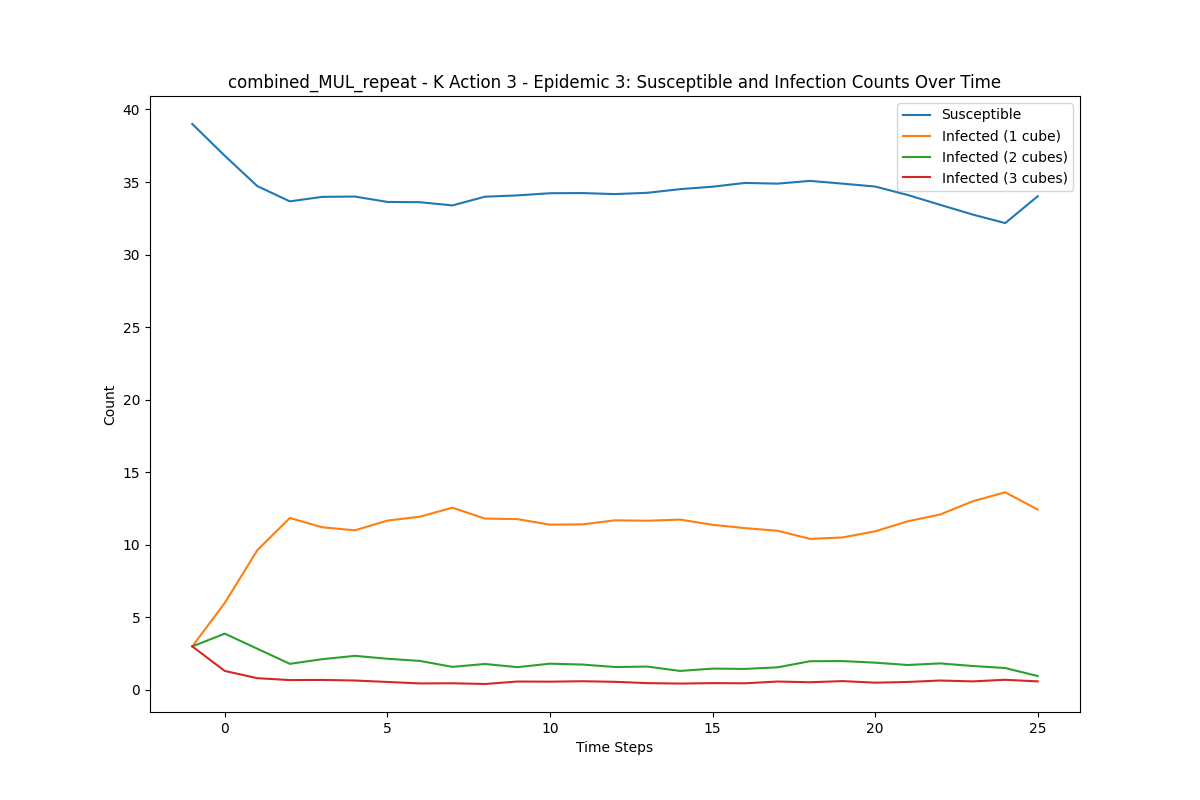 combined_MUL_repeat - K Action 3 - Epidemic 3: Susceptible and Infection Counts Over Time
Susceptible
Infected (1 cube)
Infected (2 cubes)
Infected (3 cubes)
Count
40
35
30
25
20
15
10
5
0
0 5 10 15 20 25
Time Steps